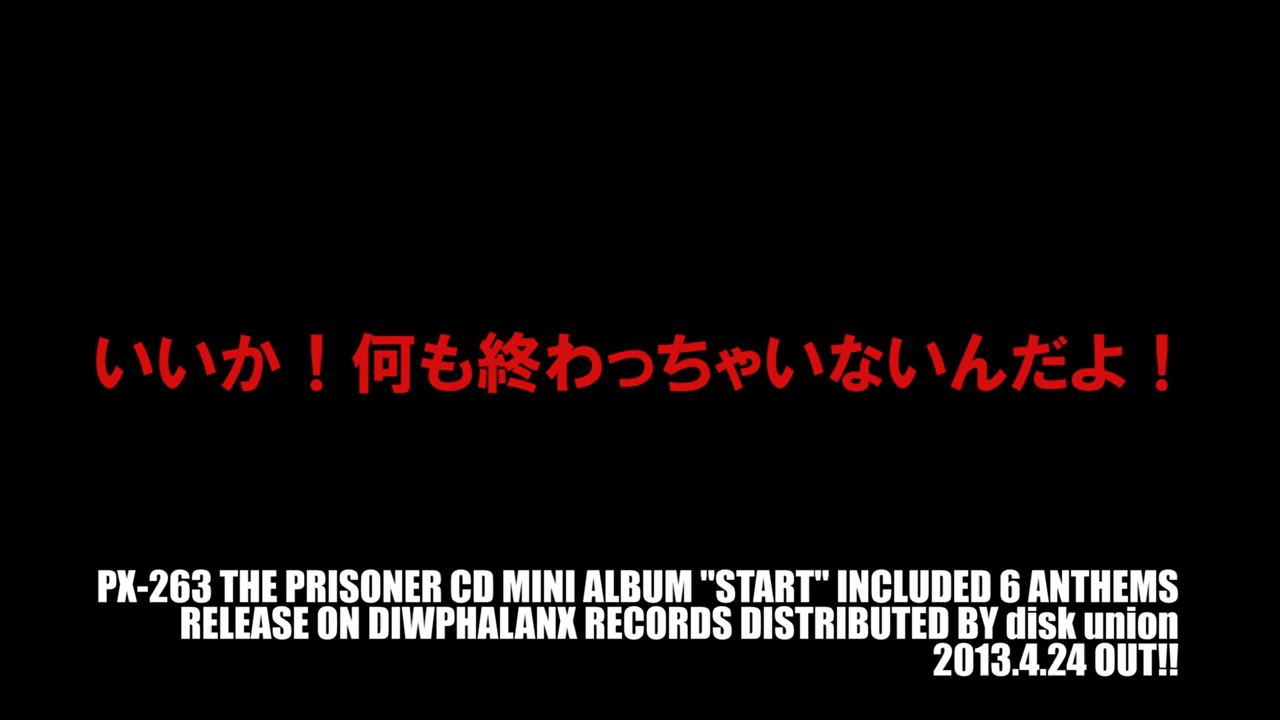 いいか！何も終わっちゃいないんだよ！
PX-263 THE PRISONER CD MINI ALBUM "START" INCLUDED 6 ANTHEMS
RELEASE ON DIWPHALANX RECORDS DISTRIBUTED BY disk union
2013.4.24 OUT!!